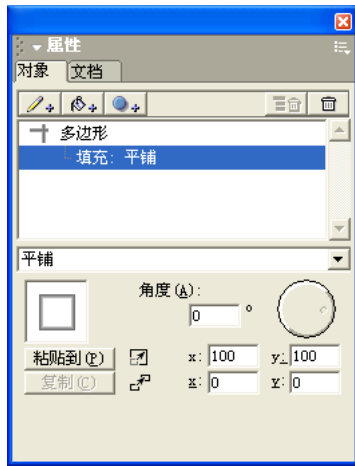 属性
对象 文档
多边形
填充: 平铺
平铺
角度(A):
0 °
粘贴到(P) x: 100 y: 100
复制(C) x: 0 y: 0